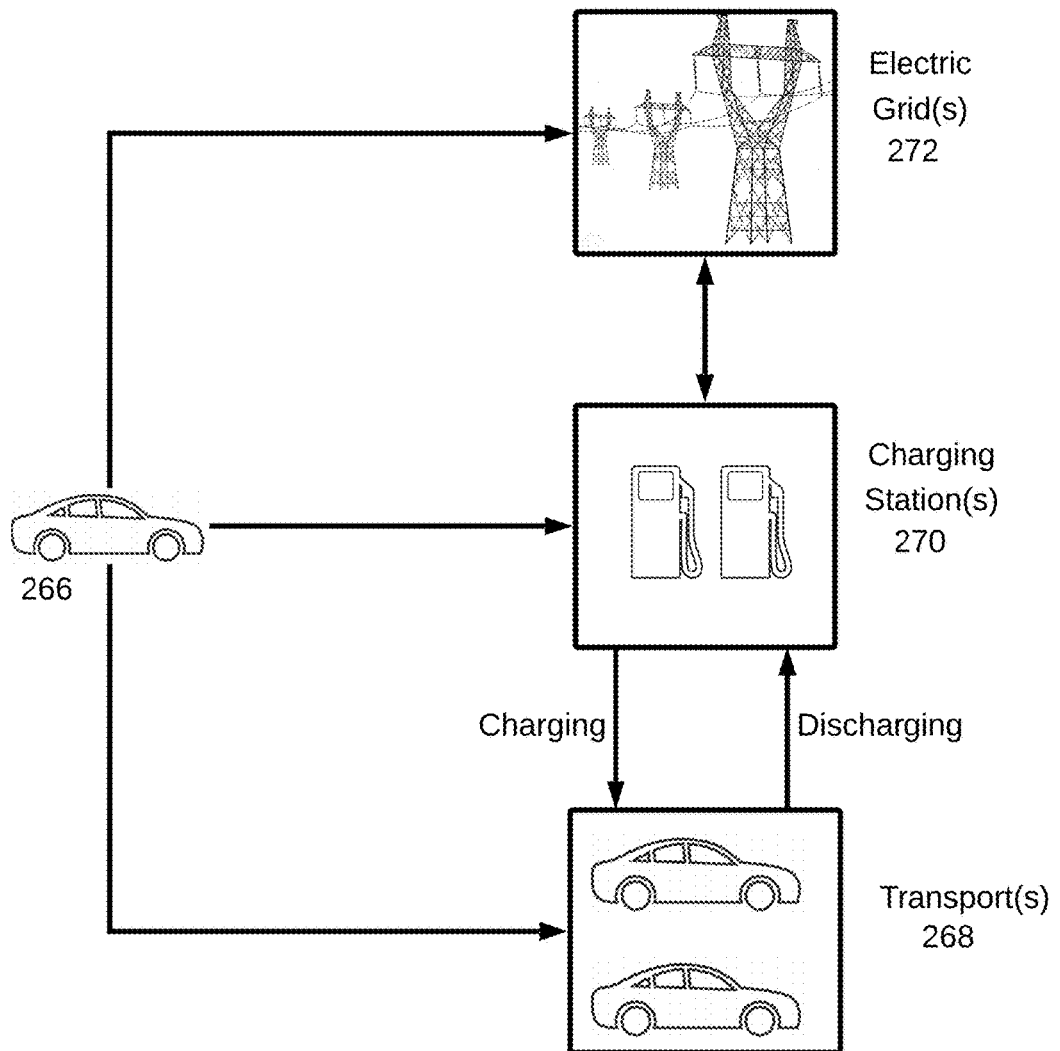 Electric
Grid(s)
272
Charging
Station(s)
270
266
Charging
Discharging
Transport(s)
268